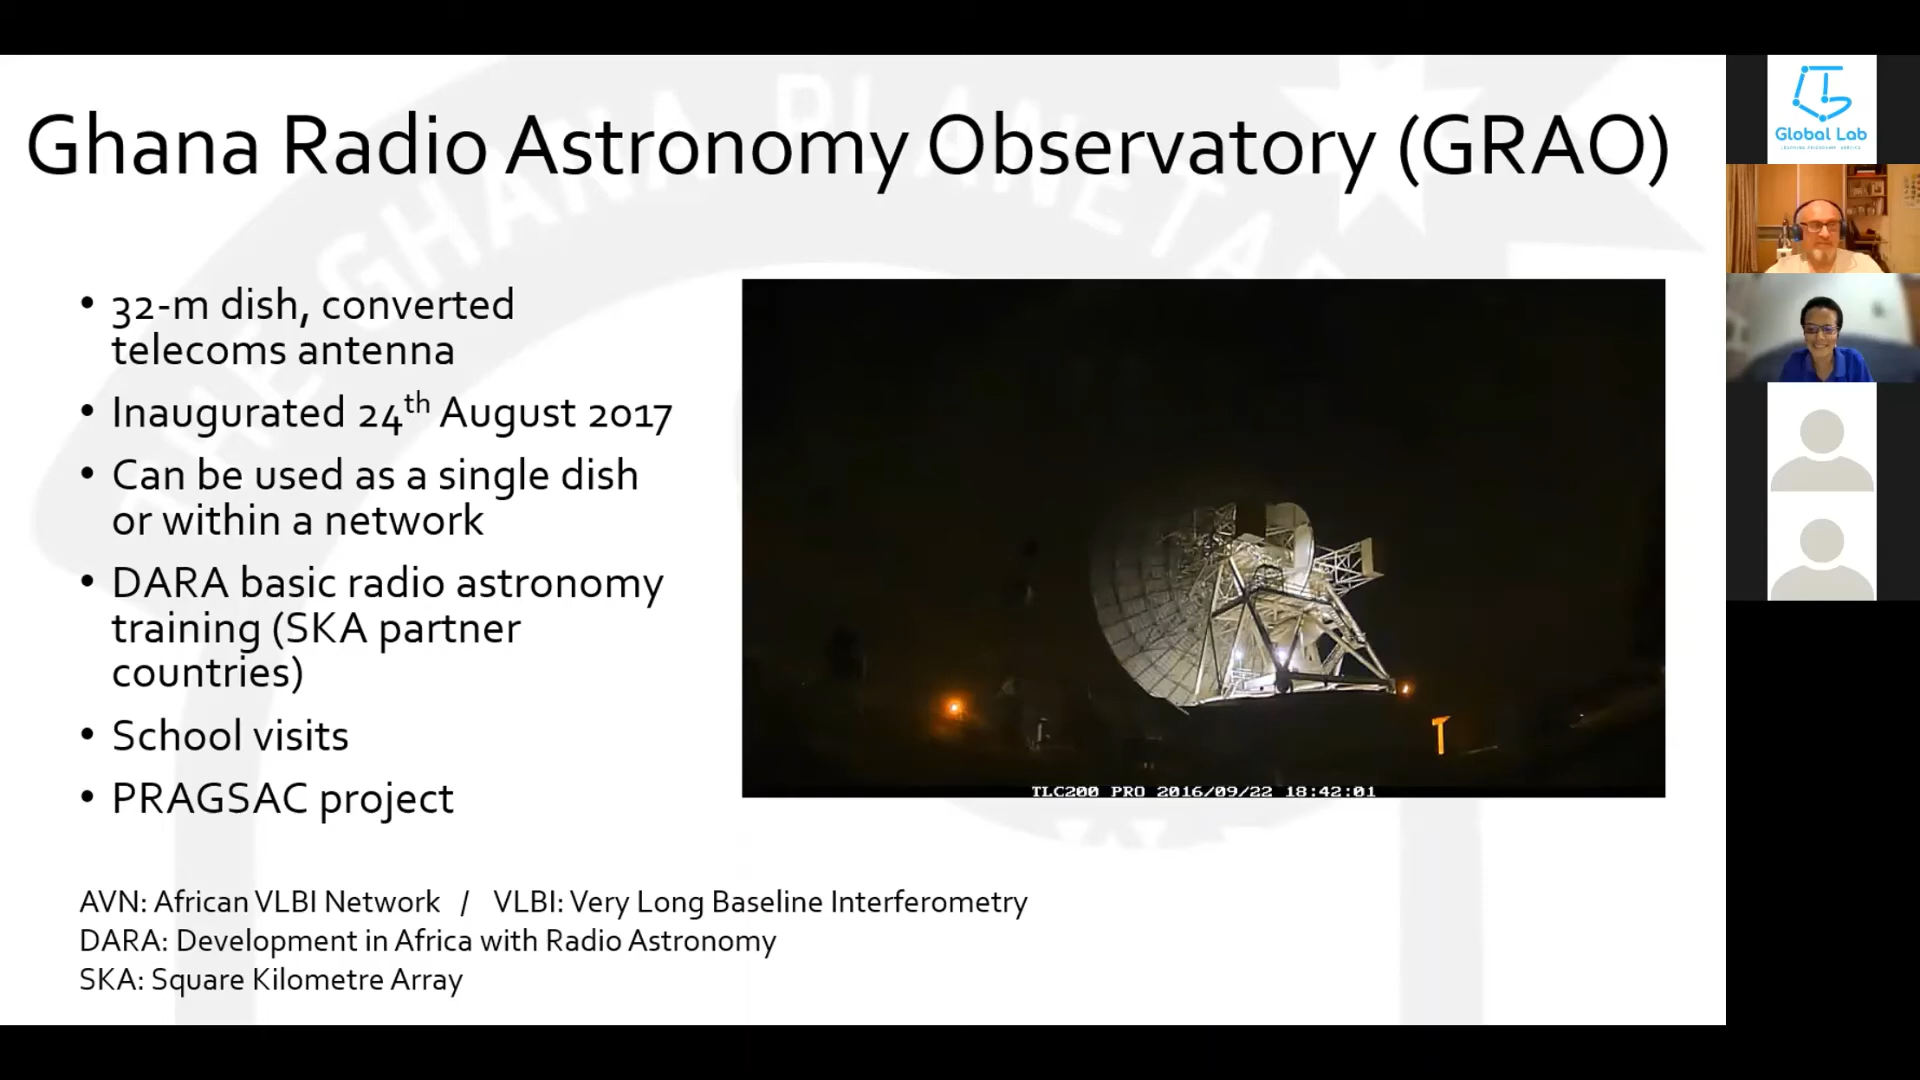 Ghana Radio Astronomy Observatory (GRAO)
THE GHANA PLANETAR
• 32-m dish, converted
telecoms antenna
• Inaugurated 24th August 2017
• Can be used as a single dish
or within a network
• DARA basic radio astronomy
training (SKA partner
countries)
• School visits
• PRAGSAC project
TLC200 PRO 2016/09/22 18:42:01
AVN: African VLBI Network / VLBI: Very Long Baseline Interferometry
DARA: Development in Africa with Radio Astronomy
SKA: Square Kilometre Array
Global Lab